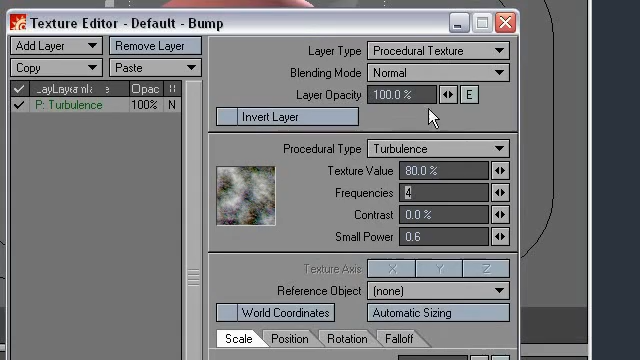 Texture Editor - Default - Bump
Add Layer
Remove Layer
Copy
Paste
Opac
P: Turbulence 100% N
Layer Type Procedural Texture
Blending Mode Normal
Layer Opacity 100.0 % E
Invert Layer
Procedural Type Turbulence
Texture Value 80.0 %
Frequencies 4
Contrast 0.0 %
Small Power 0.6
Texture Axis X Y Z
Reference Object (none)
World Coordinates Automatic Sizing
Scale Position Rotation Falloff